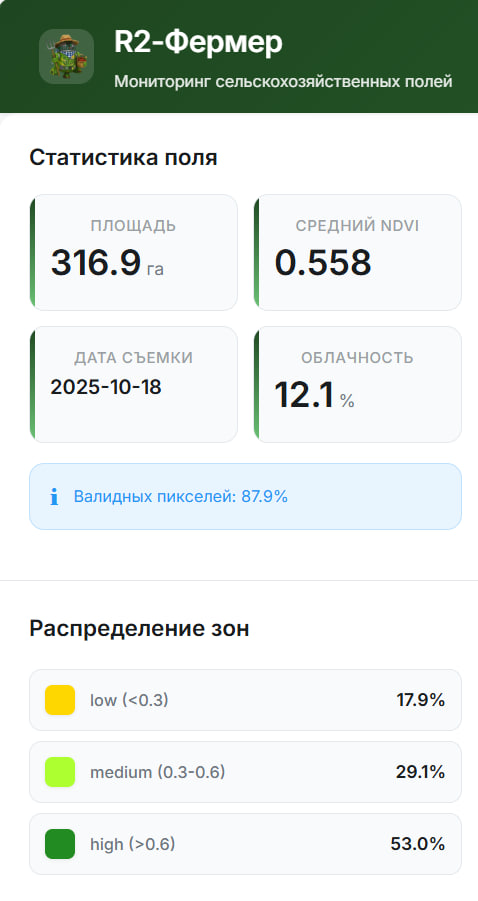 R2-Фермер
Мониторинг сельскохозяйственных полей
Статистика поля
ПЛОЩАДЬ
316.9 га
СРЕДНИЙ NDVI
0.558
ДАТА СЪЕМКИ
2025-10-18
ОБЛАЧНОСТЬ
12.1 %
i Валидных пикселей: 87.9%
Распределение зон
low (<0.3) 17.9%
medium (0.3-0.6) 29.1%
high (>0.6) 53.0%